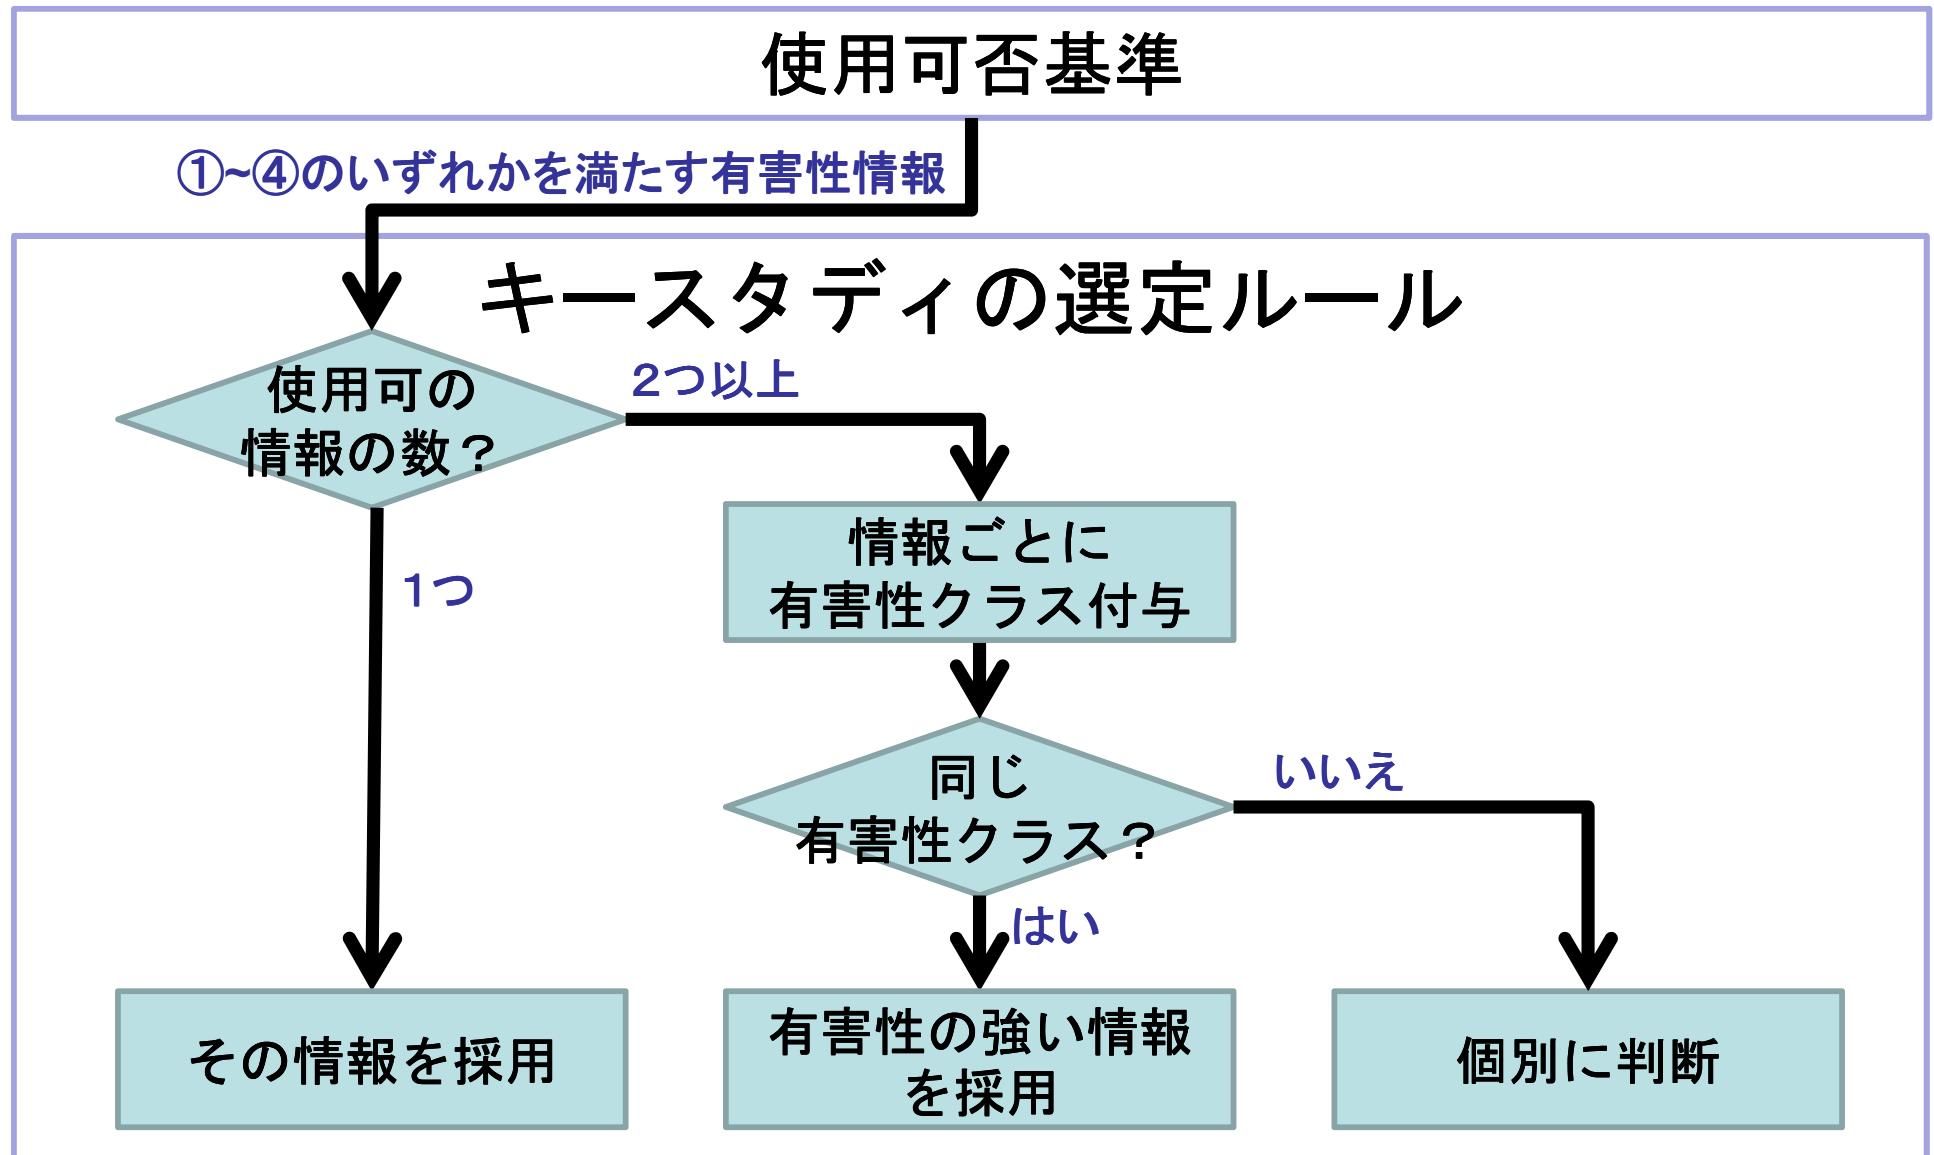 使用可否基準
①~④のいずれかを満たす有害性情報
キースタディの選定ルール
使用可の
情報の数？
２つ以上
１つ
情報ごとに
有害性クラス付与
同じ
有害性クラス？
いいえ
はい
その情報を採用
有害性の強い情報
を採用
個別に判断